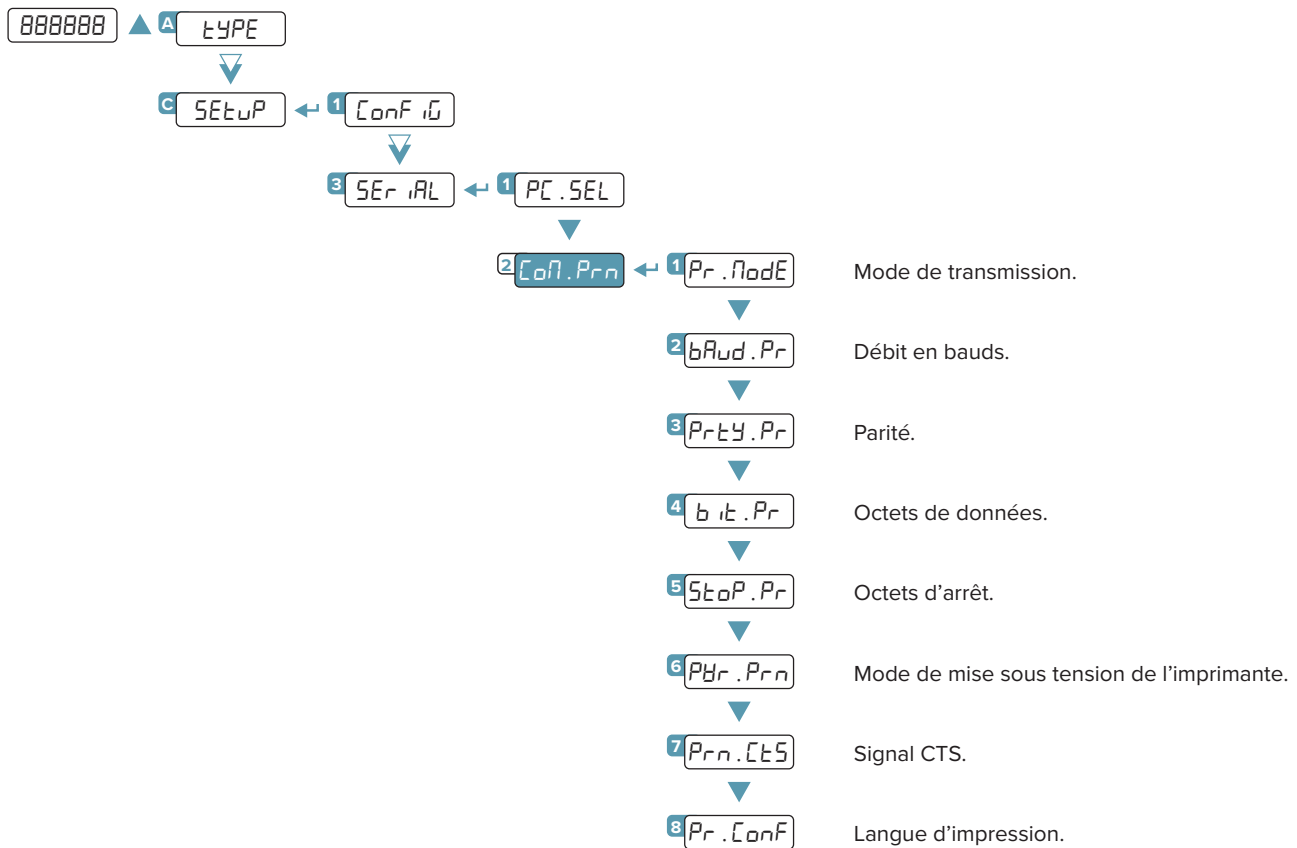 888888 A tYPE
C SEtuP 1 ConFiG
3 SEriAL 1 PC.SEL
2 CoM.Prn 1 Pr.ModE Mode de transmission.
2 bAud.Pr Débit en bauds.
3 PrtY.Pr Parité.
4 bit.Pr Octets de données.
5 StoP.Pr Octets d'arrêt.
6 PWr.Prn Mode de mise sous tension de l'imprimante.
7 Prn.CtS Signal CTS.
8 Pr.ConF Langue d'impression.